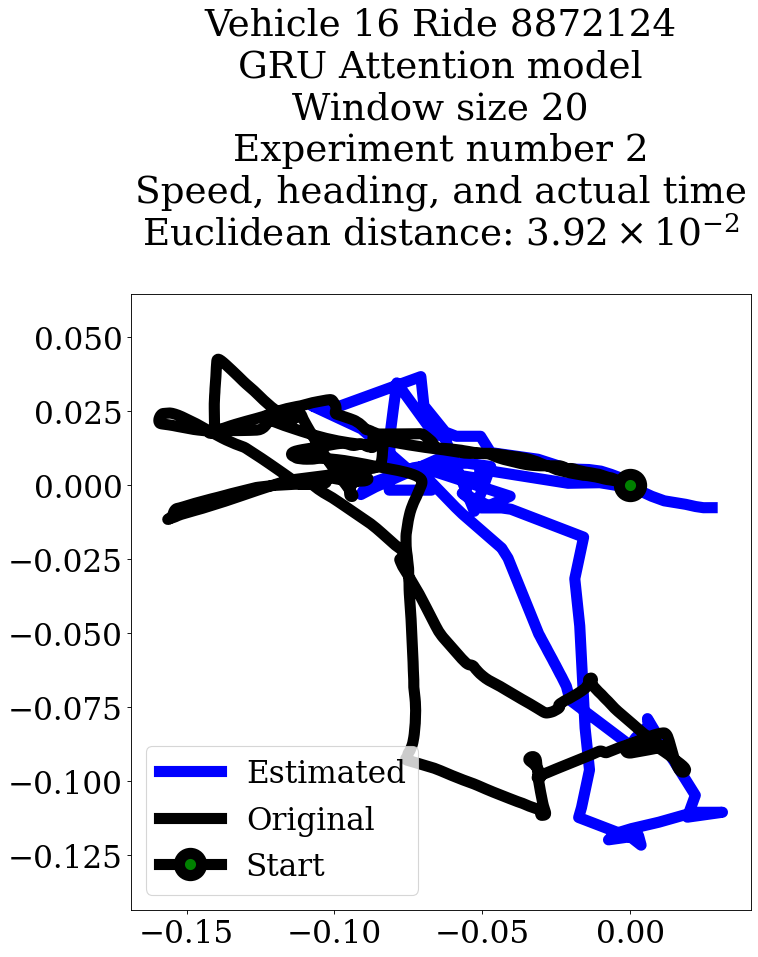 Vehicle 16 Ride 8872124
GRU Attention model
Window size 20
Experiment number 2
Speed, heading, and actual time
Euclidean distance: 3.92 × 10⁻²
0.050
0.025
0.000
−0.025
−0.050
−0.075
−0.100
−0.125
Estimated
Original
Start
−0.15 −0.10 −0.05 0.00